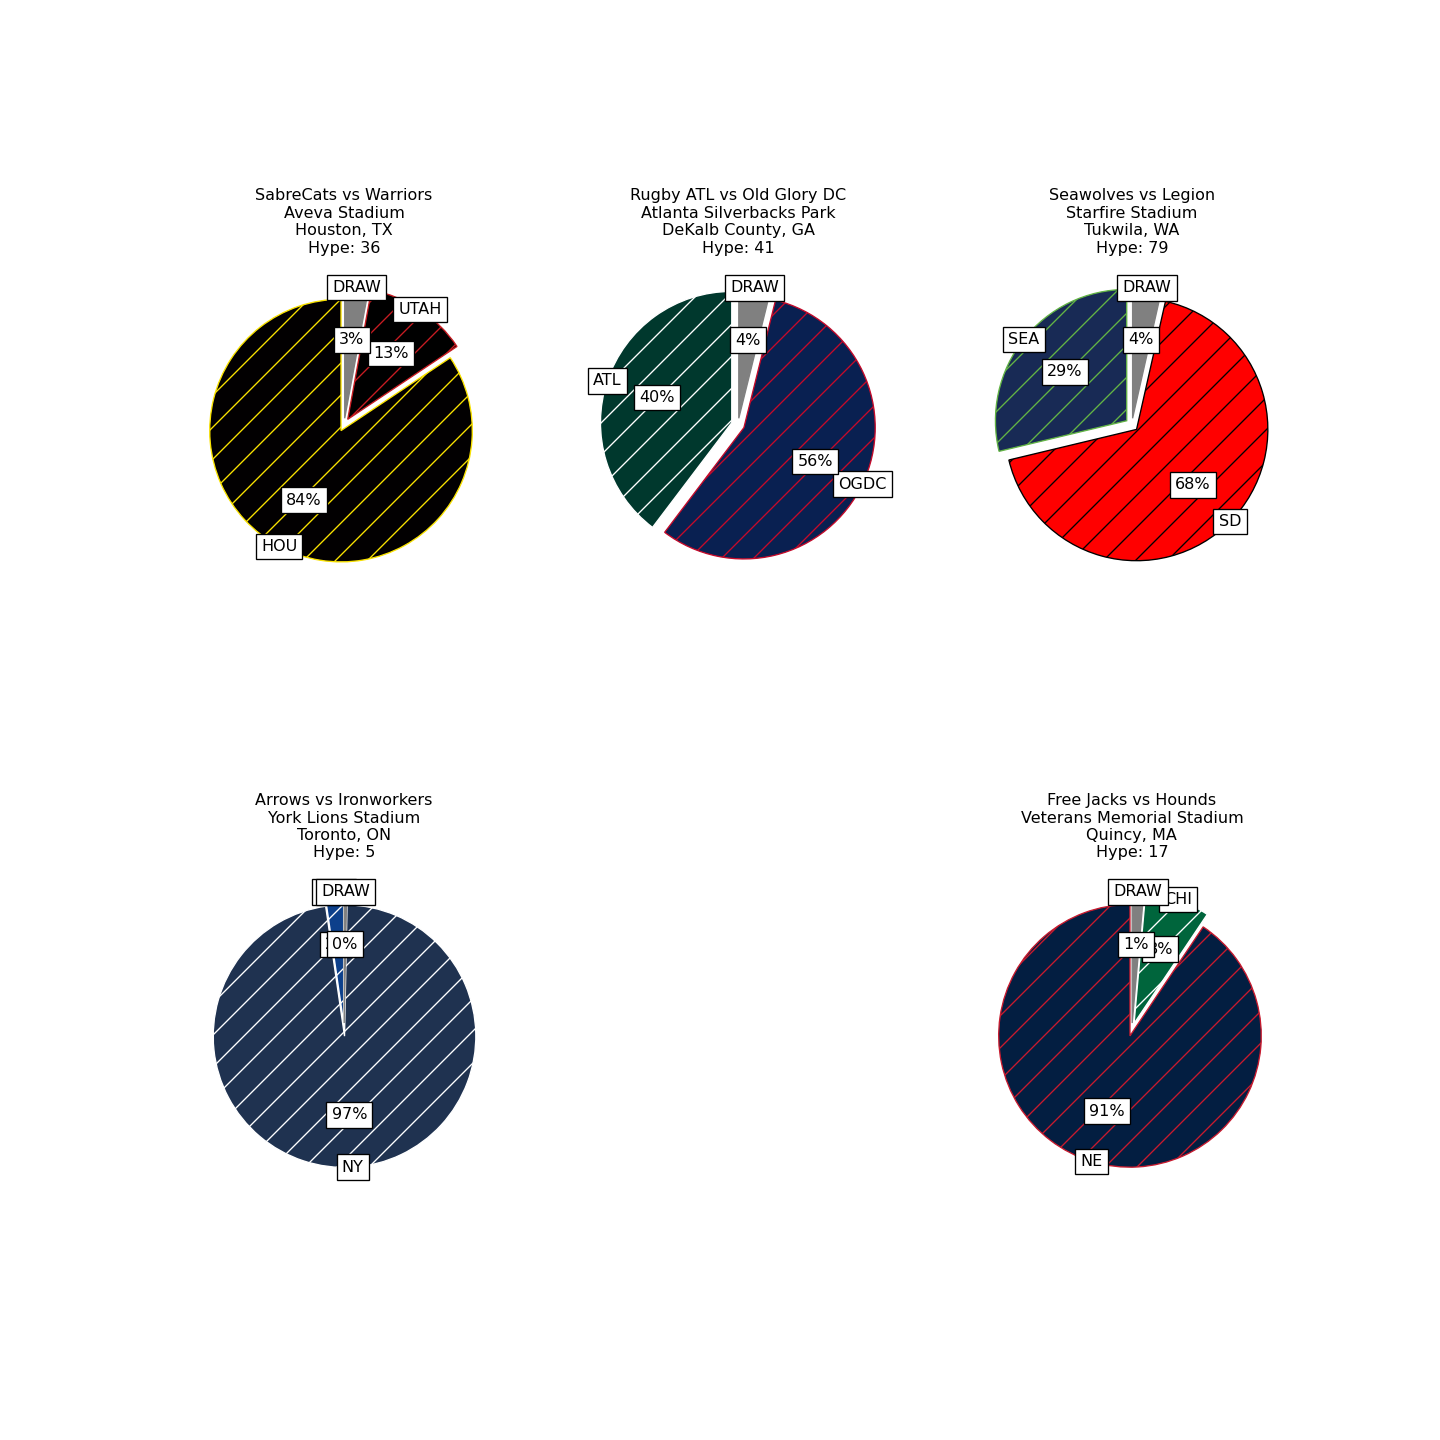 SabreCats vs Warriors
Aveva Stadium
Houston, TX
Hype: 36
DRAW
UTAH
3%
13%
84%
HOU
Rugby ATL vs Old Glory DC
Atlanta Silverbacks Park
DeKalb County, GA
Hype: 41
DRAW
4%
ATL
40%
56%
OGDC
Seawolves vs Legion
Starfire Stadium
Tukwila, WA
Hype: 79
DRAW
SEA
4%
29%
68%
SD
Arrows vs Ironworkers
York Lions Stadium
Toronto, ON
Hype: 5
DRAW
0%
97%
NY
Free Jacks vs Hounds
Veterans Memorial Stadium
Quincy, MA
Hype: 17
DRAW
CHI
1%
91%
NE